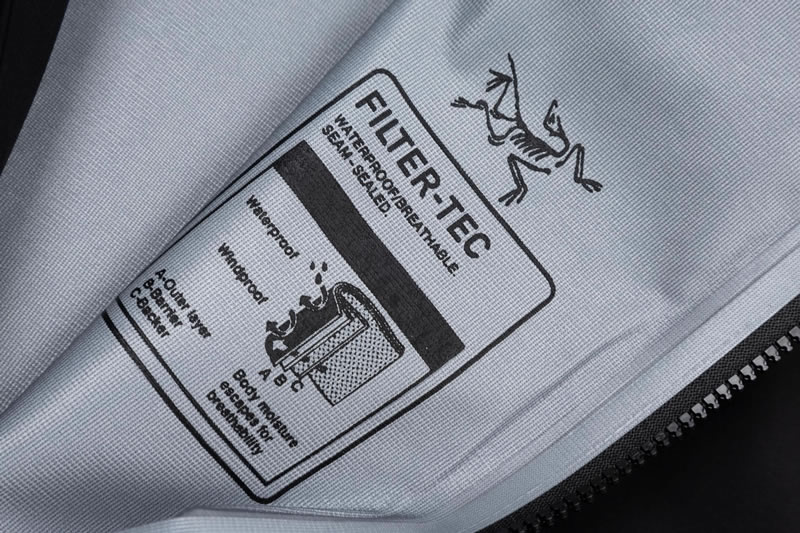 FILTER-TEC
WATERPROOF/BREATHABLE.
SEAM-SEALED.
Waterproof
Windproof
A-Outer layer
B-Barrier
C-Backer
A B C
Body moisture
escapes for
breathability